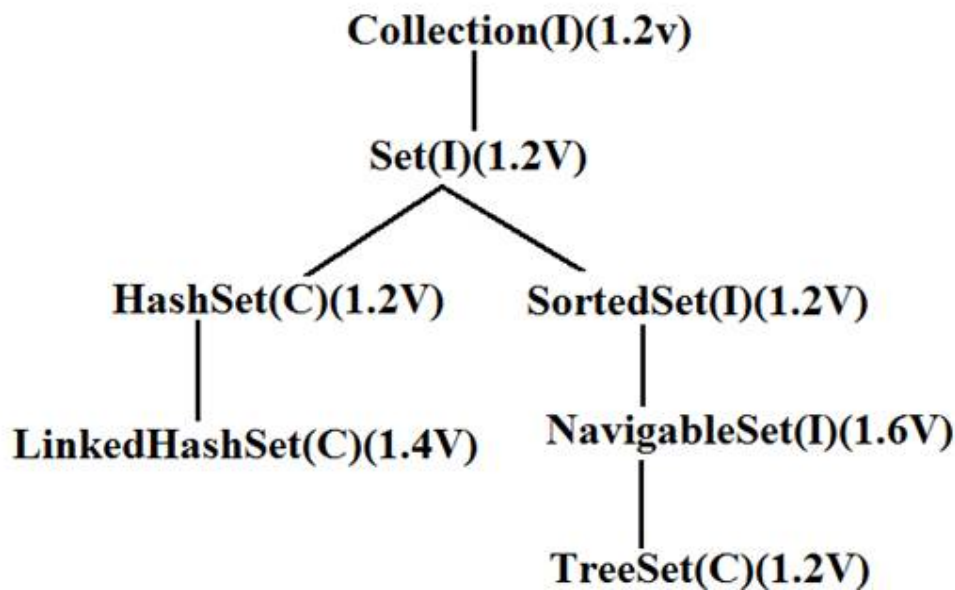 Collection(I)(1.2v)
Set(I)(1.2V)
HashSet(C)(1.2V)
SortedSet(I)(1.2V)
LinkedHashSet(C)(1.4V)
NavigableSet(I)(1.6V)
TreeSet(C)(1.2V)